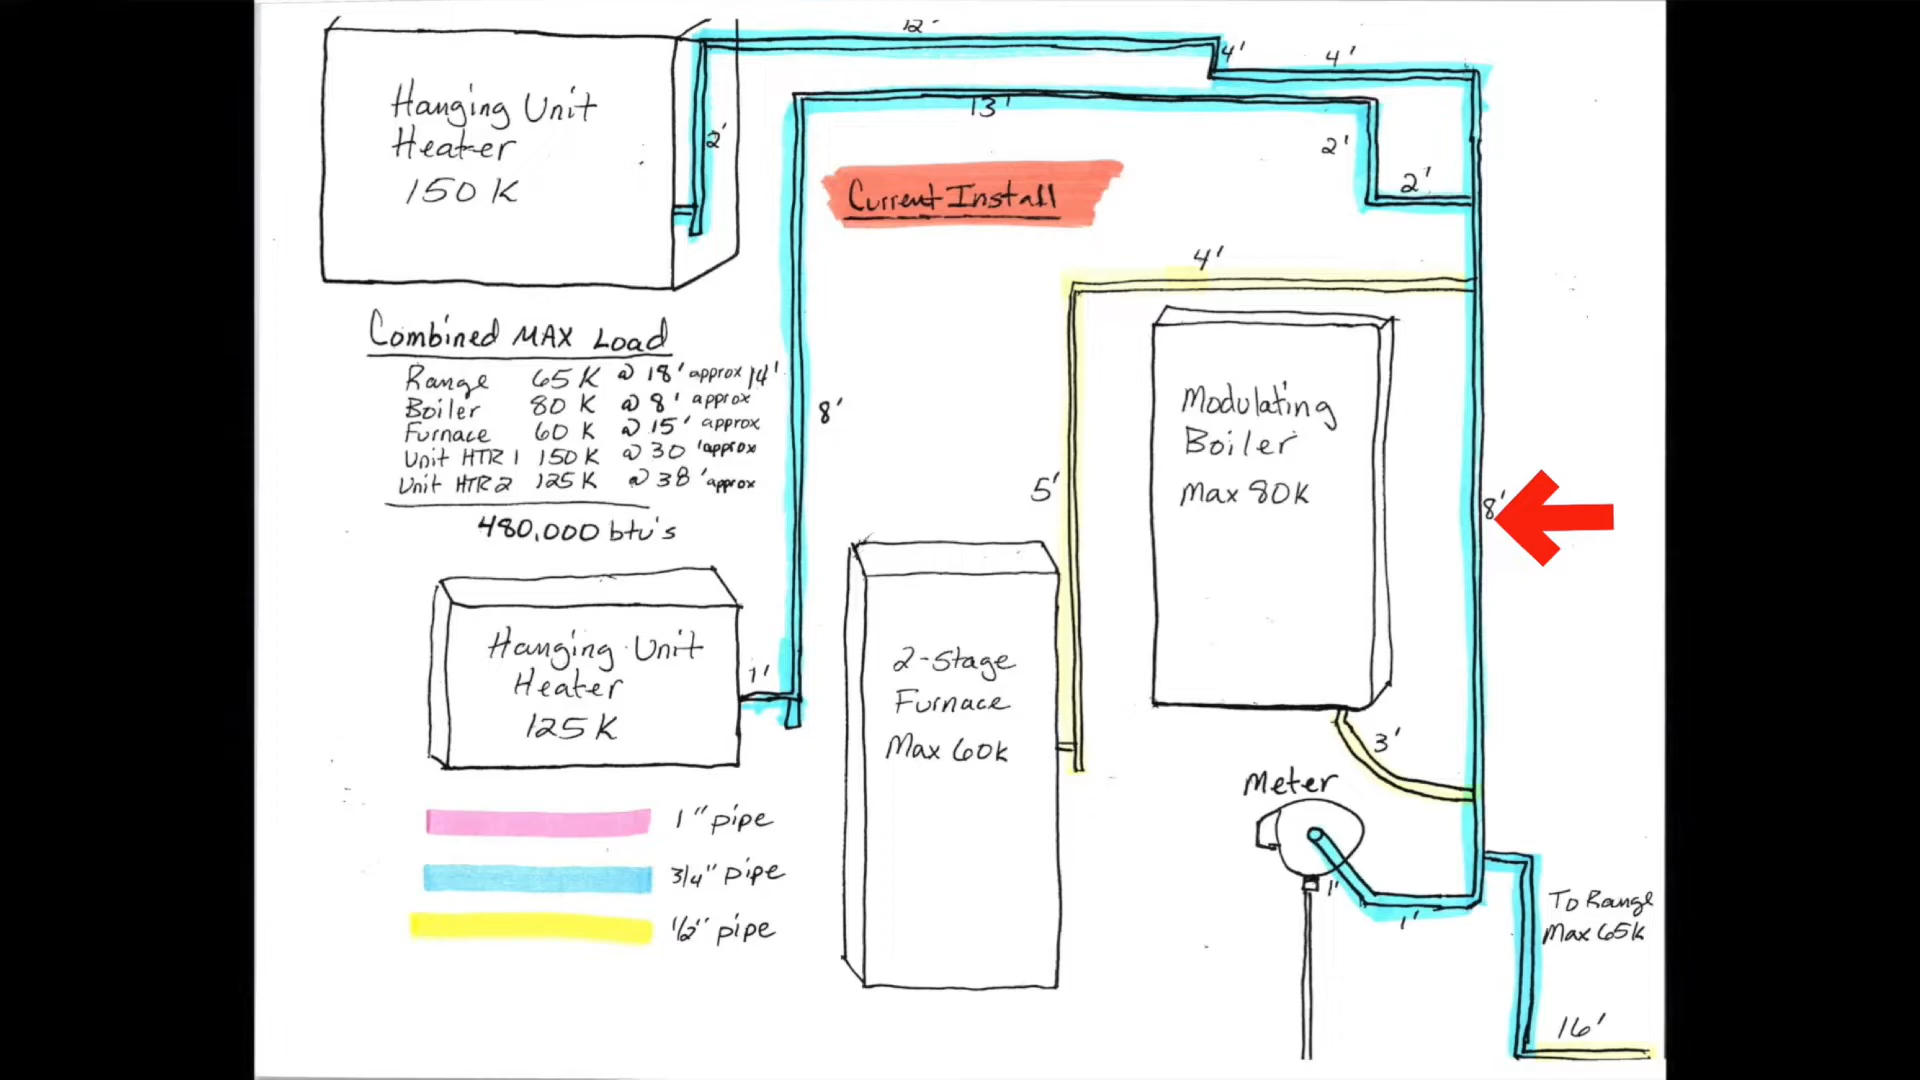 12'
4'
4'
Hanging Unit
Heater
150 K
2'
13'
2'
2'
Current Install
4'
Combined MAX Load
Range 65 K @ 18' approx 14'
Boiler 80 K @ 8' approx
Furnace 60 K @ 15' approx
Unit HTR 1 150 K @ 30 'approx
Unit HTR 2 125 K @ 38 'approx
480,000 btu's
8'
5'
Modulating
Boiler
Max 80K
8'
Hanging Unit
Heater
125 K
1'
2-Stage
Furnace
Max 60K
3'
Meter
1'
1'
To Range
Max 65K
16'
1" pipe
3/4" pipe
1/2" pipe